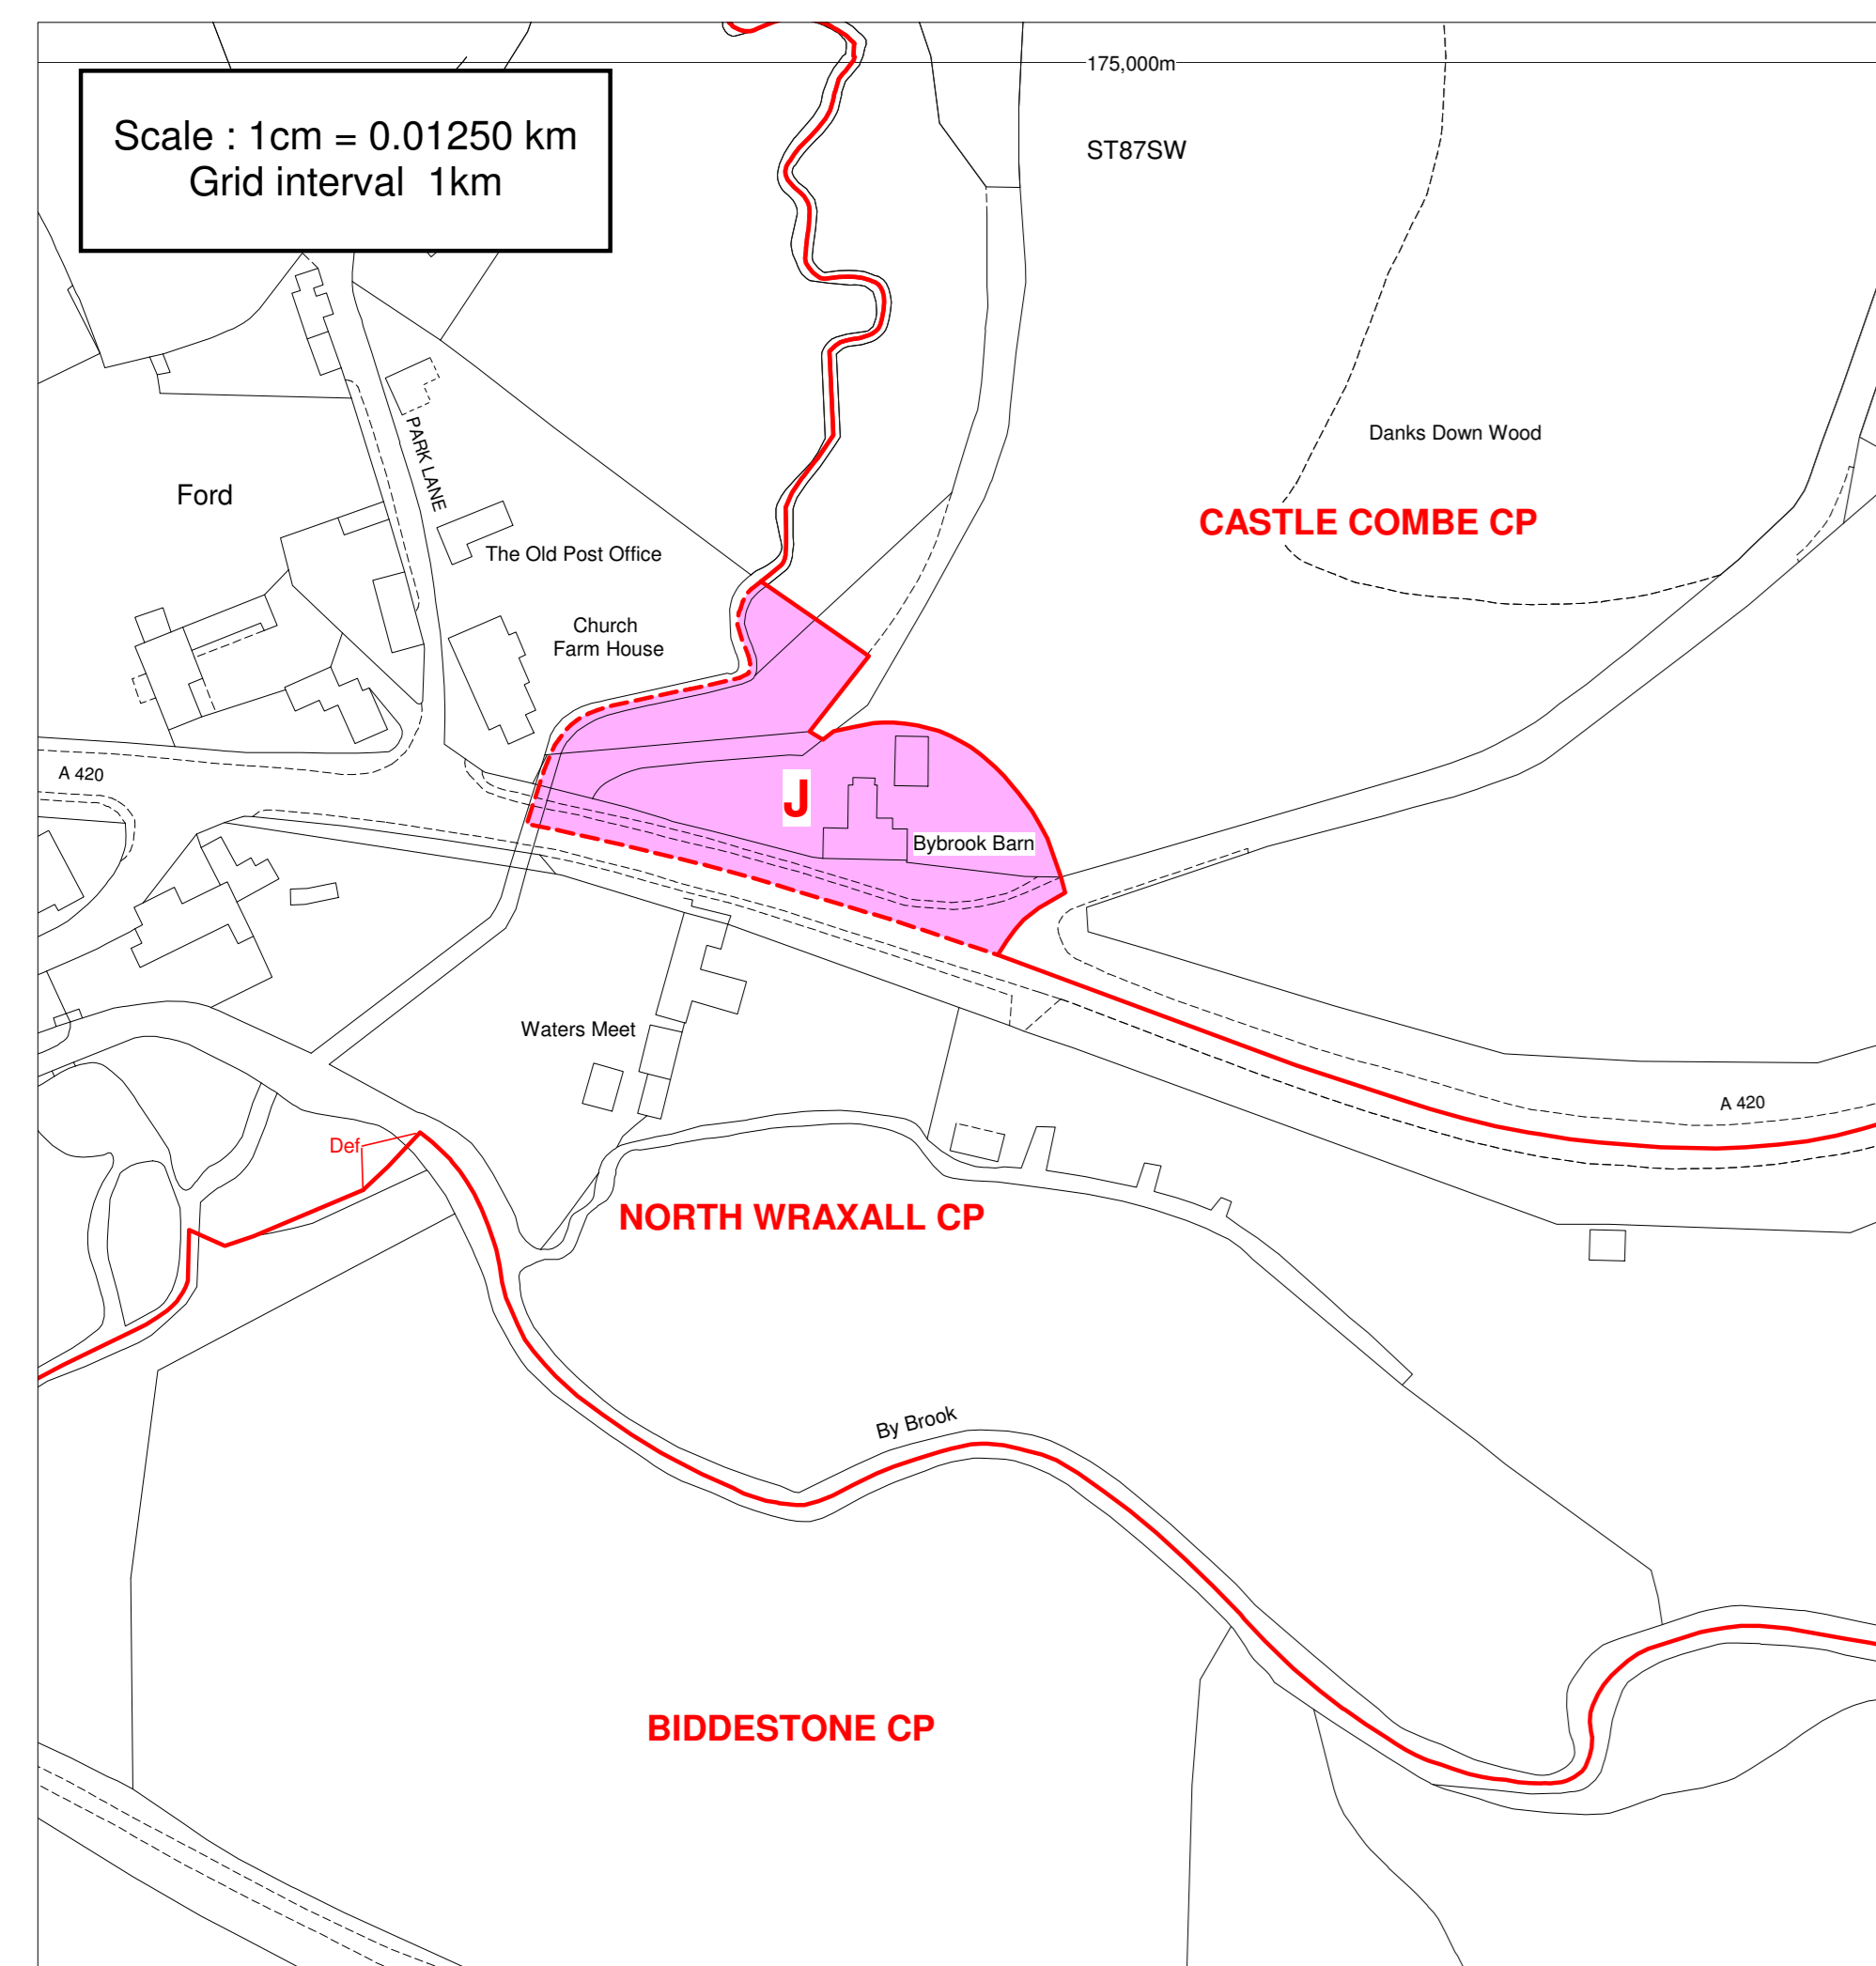 175,000m
Scale : 1cm = 0.01250 km
Grid interval 1km
ST87SW
Danks Down Wood
PARK LANE
Ford
CASTLE COMBE CP
The Old Post Office
Church
Farm House
A 420
J
Bybrook Barn
Waters Meet
A 420
Def
NORTH WRAXALL CP
By Brook
BIDDESTONE CP